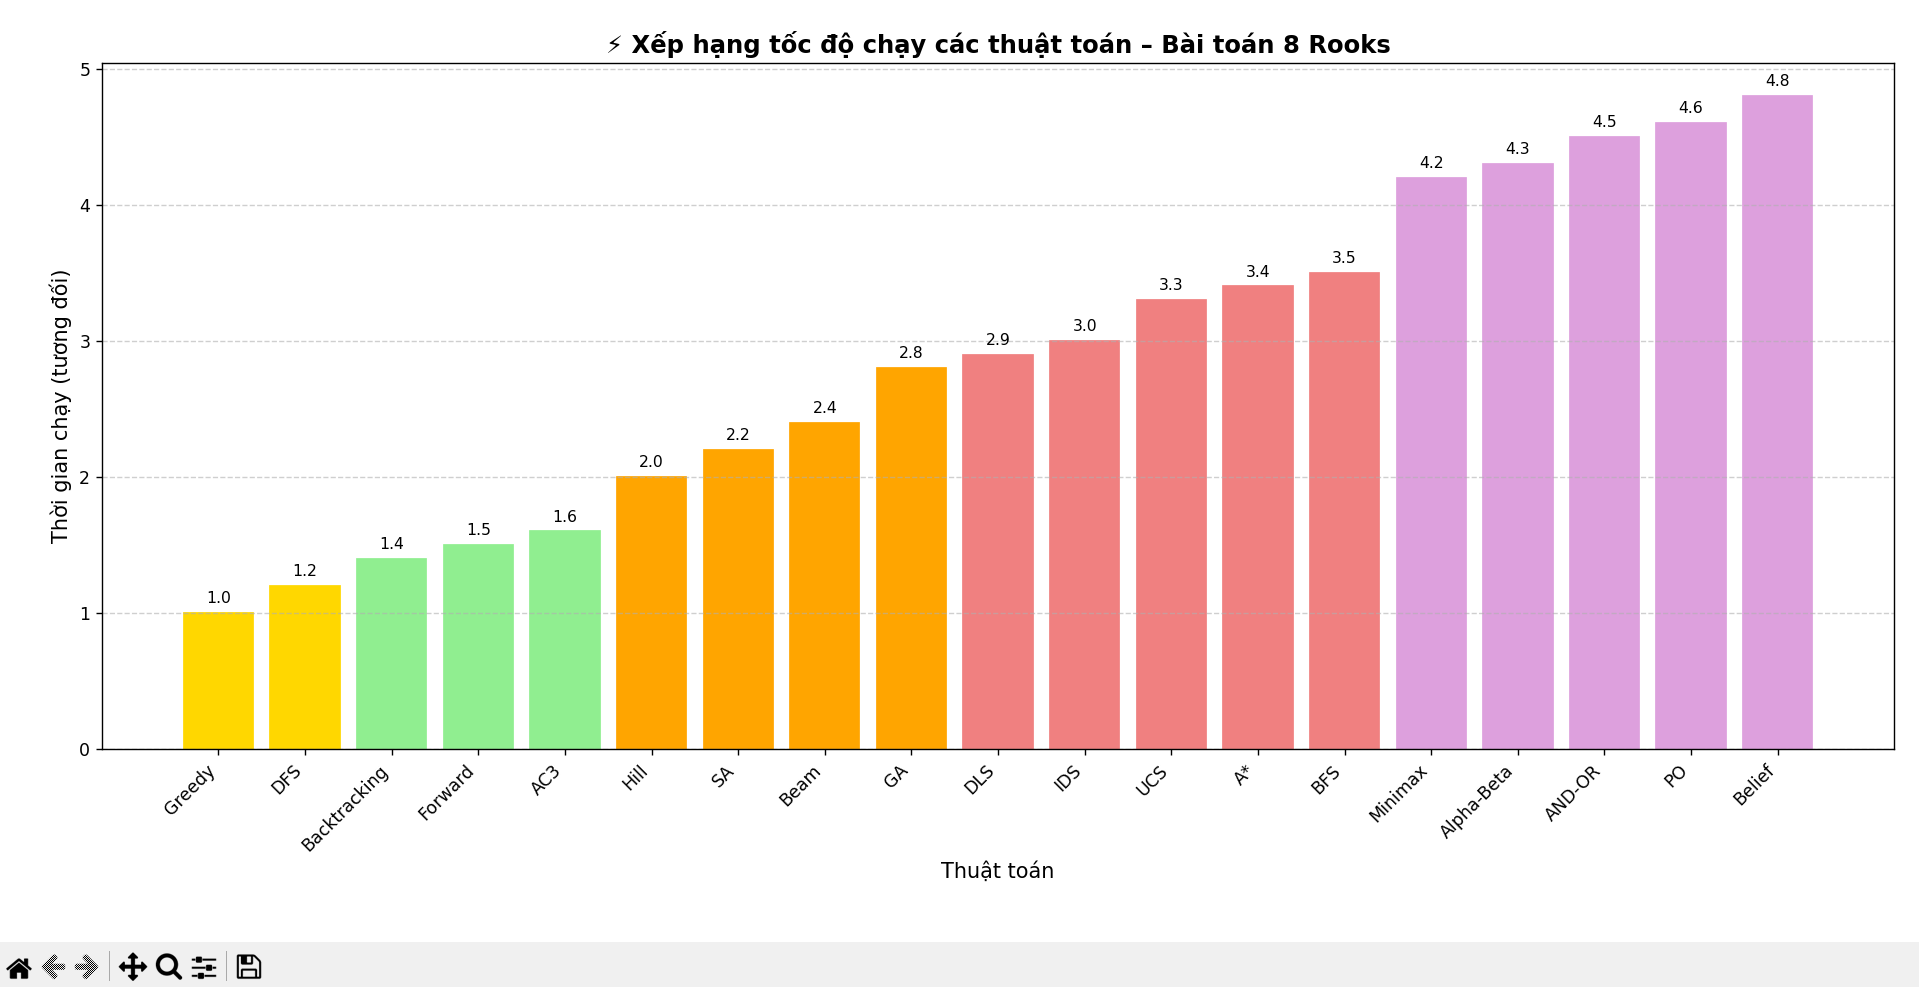 ⚡ Xếp hạng tốc độ chạy các thuật toán – Bài toán 8 Rooks
Thời gian chạy (tương đối)
5
4
3
2
1
0
1.0
1.2
1.4
1.5
1.6
2.0
2.2
2.4
2.8
2.9
3.0
3.3
3.4
3.5
4.2
4.3
4.5
4.6
4.8
Greedy
DFS
Backtracking
Forward
AC3
Hill
SA
Beam
GA
DLS
IDS
UCS
A*
BFS
Minimax
Alpha-Beta
AND-OR
PO
Belief
Thuật toán